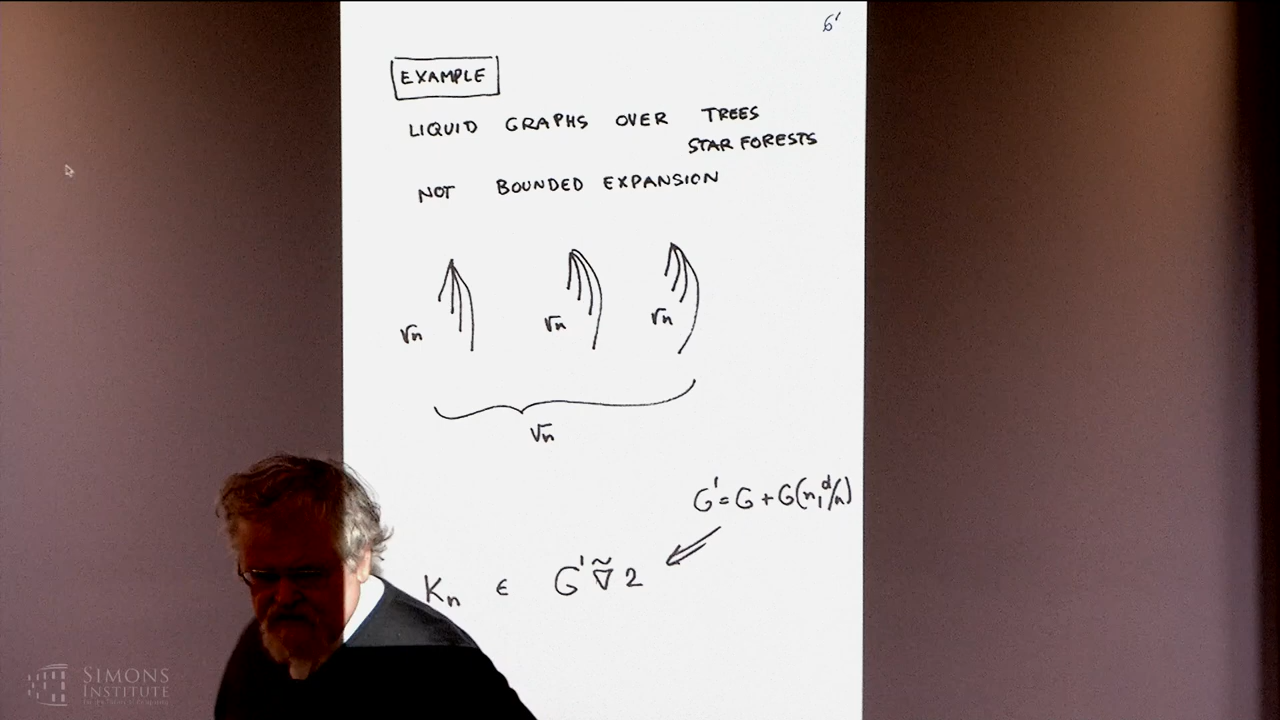 6'
EXAMPLE
LIQUID GRAPHS OVER TREES
STAR FORESTS
NOT BOUNDED EXPANSION
√n √n √n
√n
G' = G + G(n, d/n)
Kn ∈ G' ∇̃ 2
SIMONS
INSTITUTE